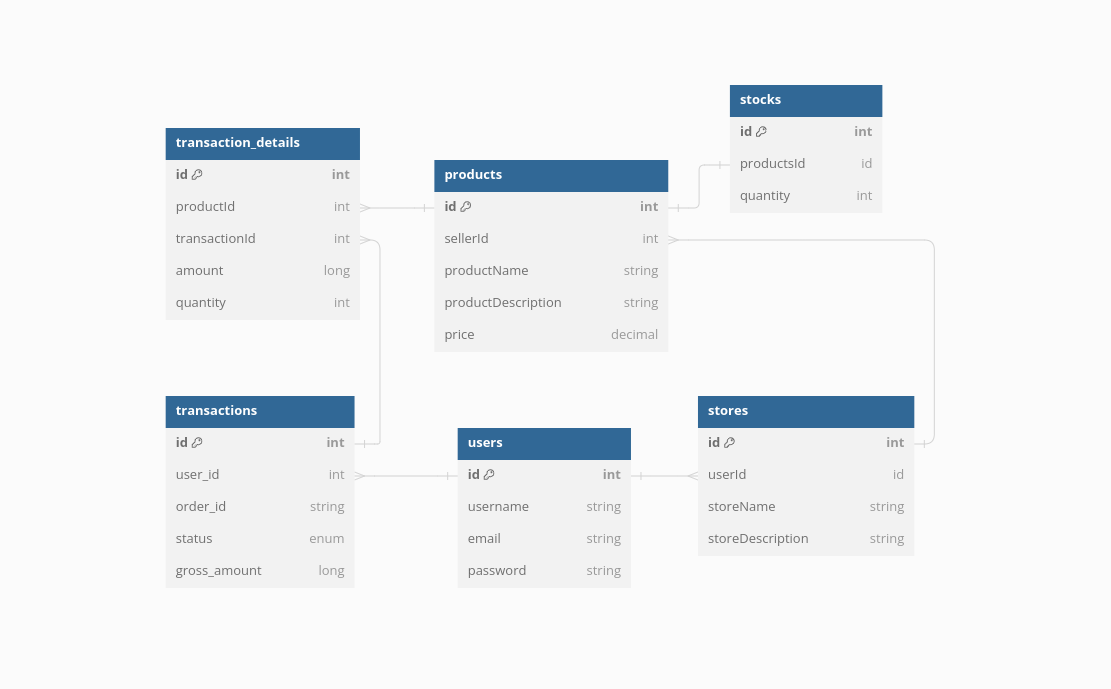 stocks
id int
productsId id
quantity int
transaction_details
id int
productId int
transactionId int
amount long
quantity int
products
id int
sellerId int
productName string
productDescription string
price decimal
transactions
id int
user_id int
order_id string
status enum
gross_amount long
users
id int
username string
email string
password string
stores
id int
userId id
storeName string
storeDescription string